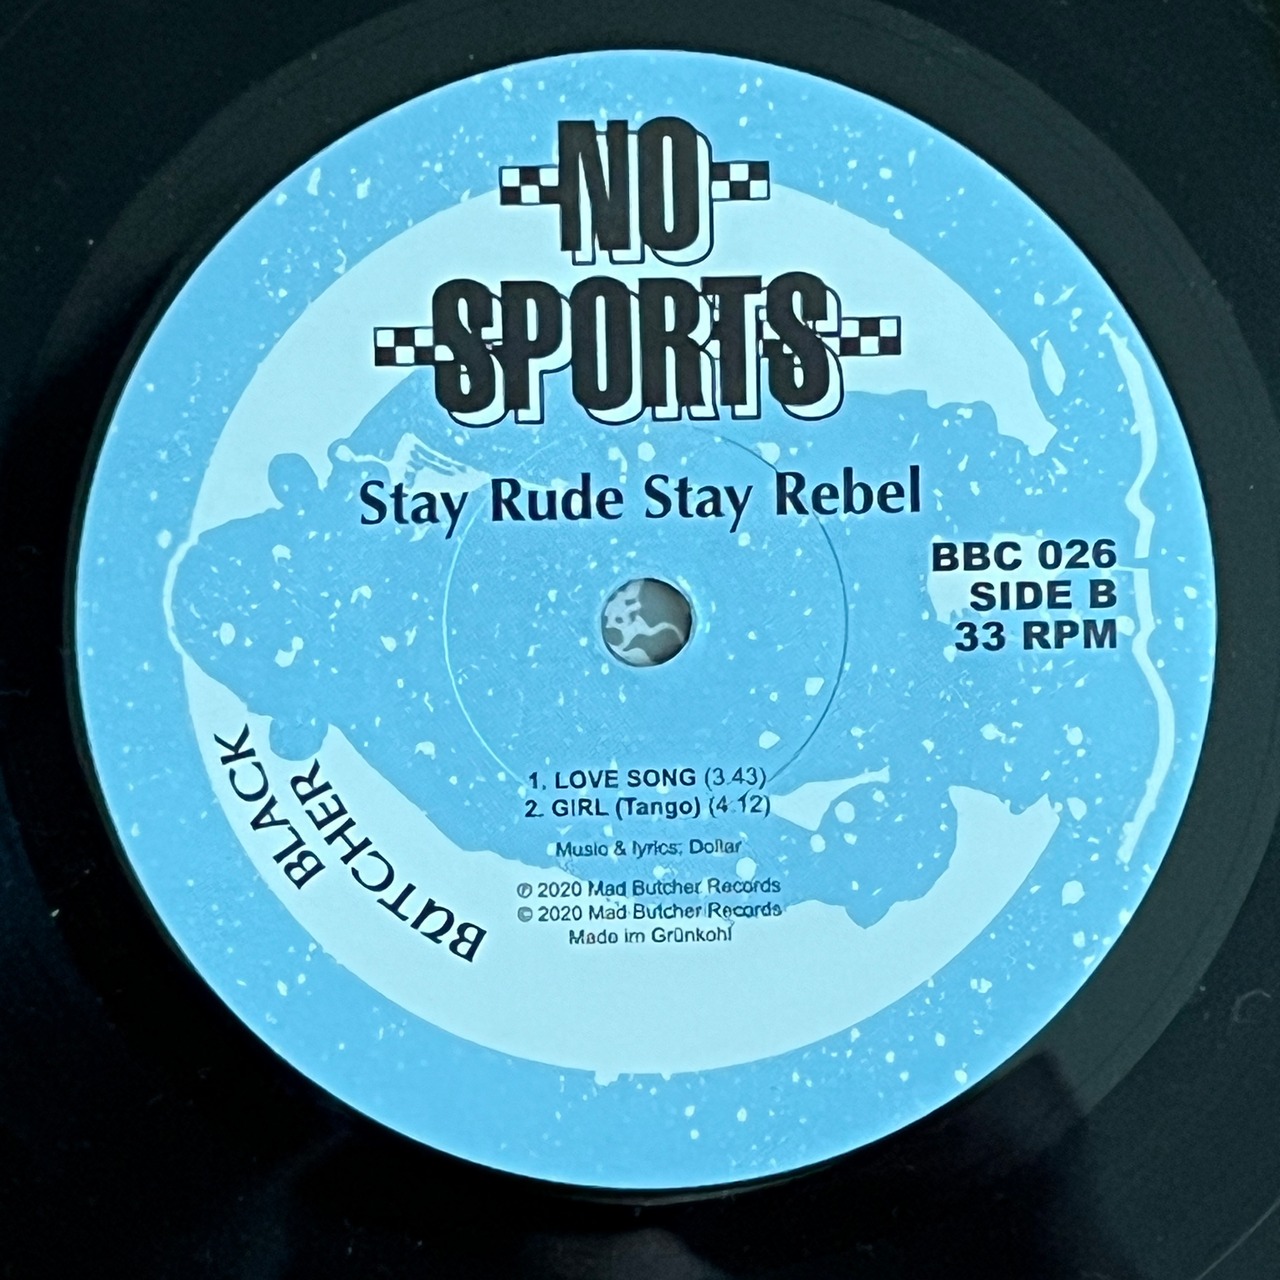 NO
SPORTS
Stay Rude Stay Rebel
BBC 026
SIDE B
33 RPM
1. LOVE SONG (3.43)
2. GIRL (Tango) (4.12)
Music & lyrics: Dollar
℗ 2020 Mad Butcher Records
© 2020 Mad Butcher Records
Made im Grünkohl
BLACK
BUTCHER